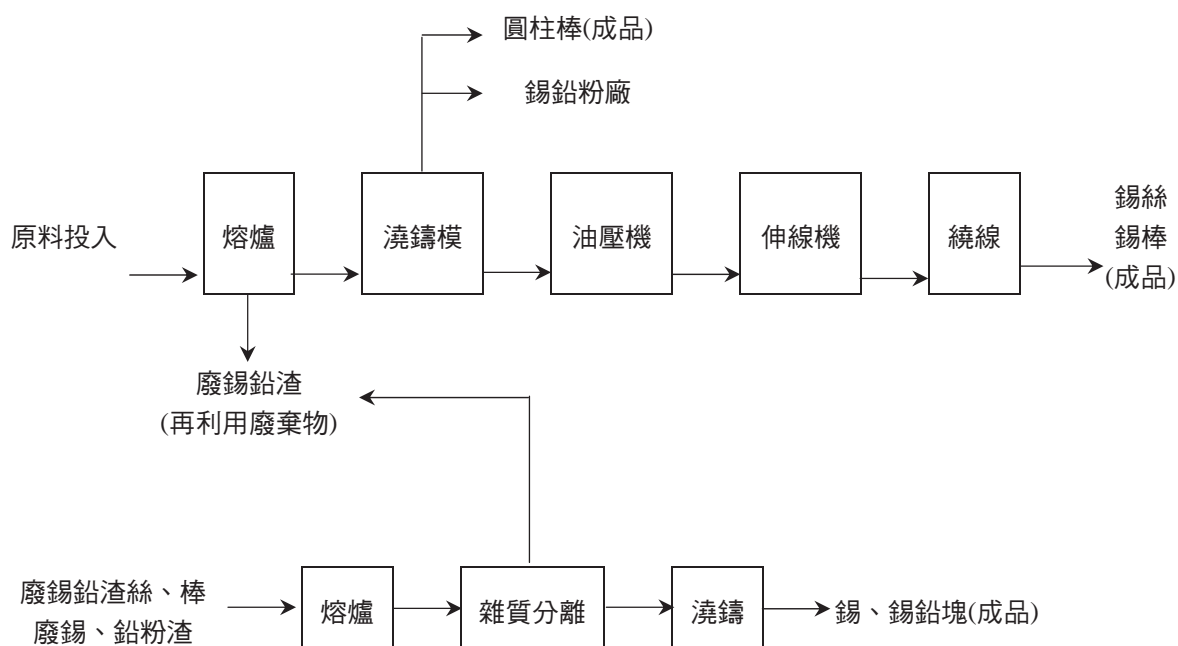 圓柱棒(成品)
錫鉛粉廠
原料投入
熔爐
澆鑄模
油壓機
伸線機
繞線
錫絲
錫棒
(成品)
廢錫鉛渣
(再利用廢棄物)
廢錫鉛渣絲、棒
廢錫、鉛粉渣
熔爐
雜質分離
澆鑄
錫、錫鉛塊(成品)